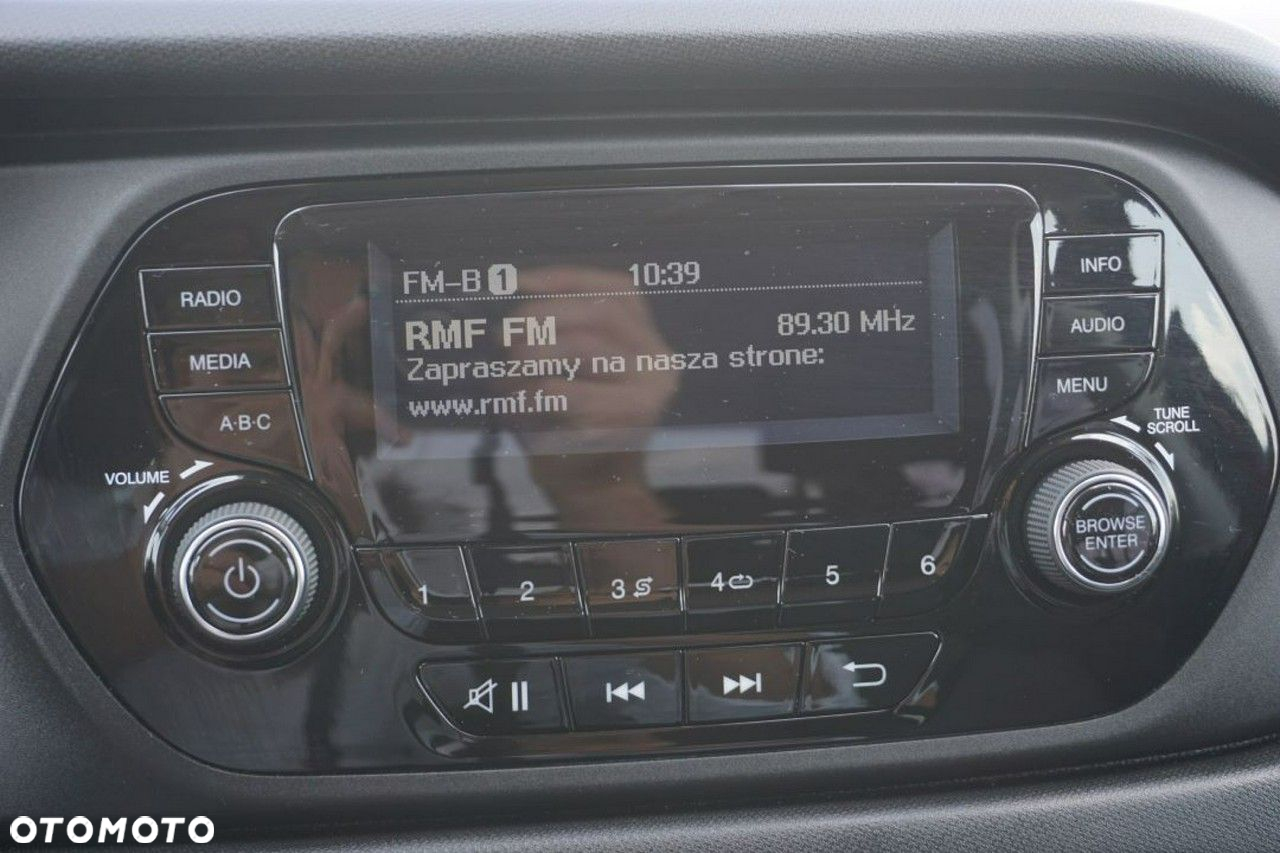 FM-B 1 10:39
RMF FM 89.30 MHz
Zapraszamy na nasza strone:
www.rmf.fm
RADIO
MEDIA
A·B·C
VOLUME
INFO
AUDIO
MENU
TUNE
SCROLL
BROWSE
ENTER
1 2 3 4 5 6
OTOMOTO